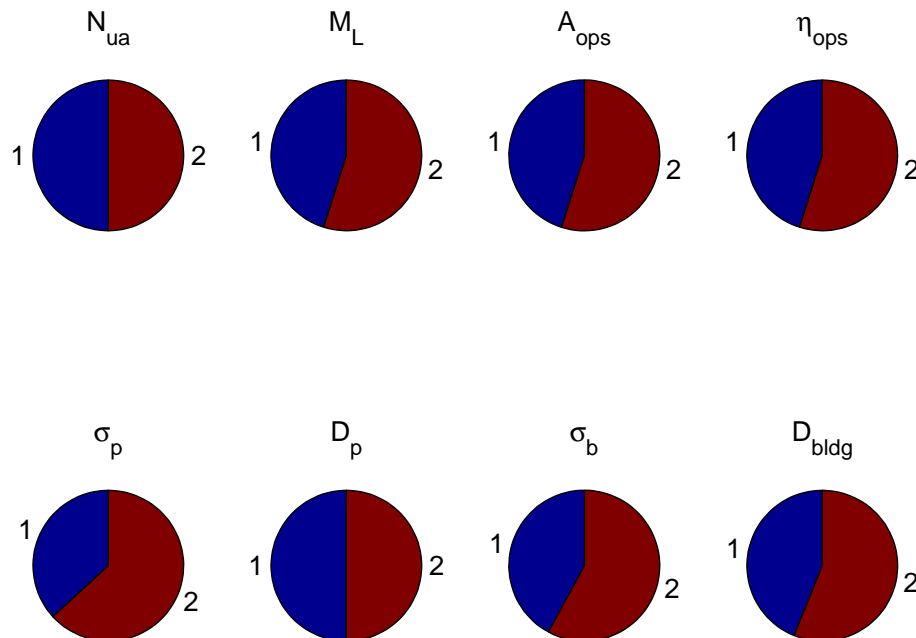 N_ua M_L A_ops η_ops
1 2 1 2 1 2 1 2
σ_p D_p σ_b D_bldg
1 2 1 2 1 2 1 2